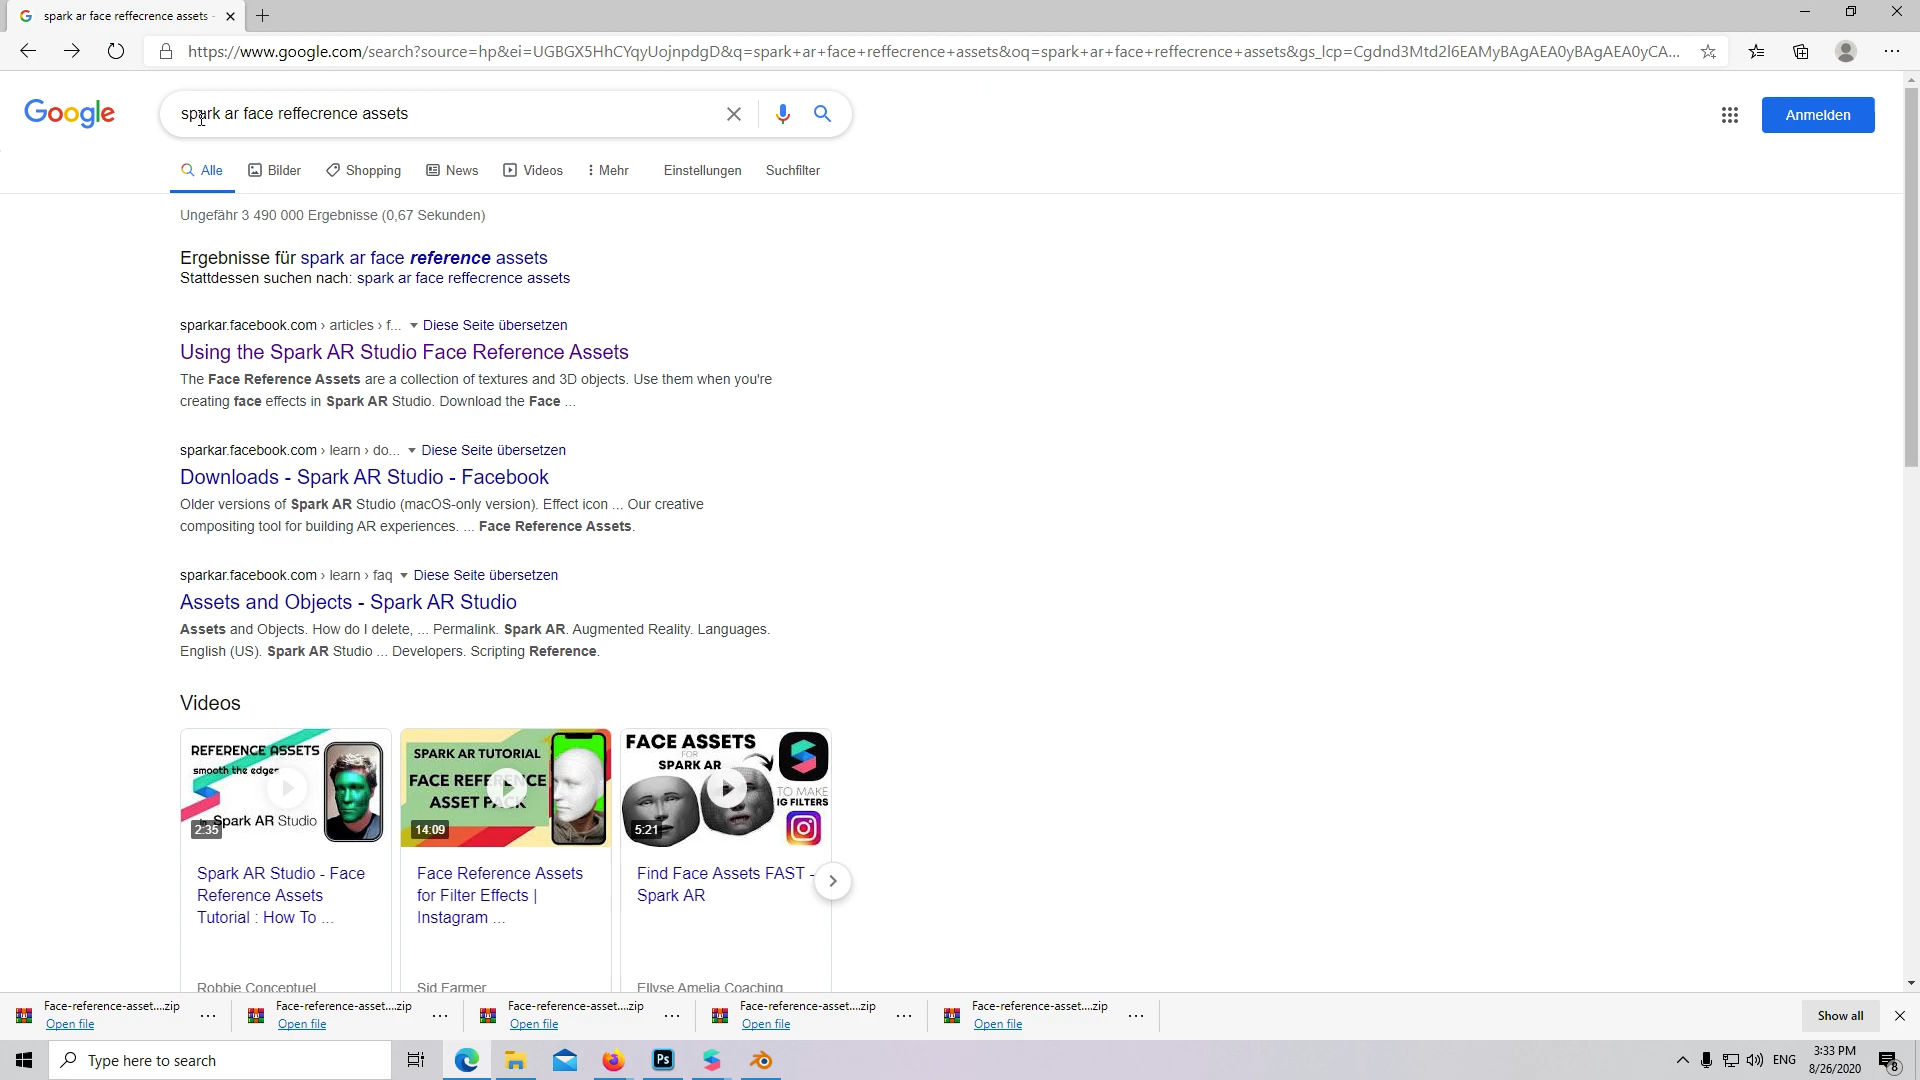 spark ar face reffecrence assets -
https://www.google.com/search?source=hp&ei=UGBGX5HhCYqyUojnpdgD&q=spark+ar+face+reffecrence+assets&oq=spark+ar+face+reffecrence+assets&gs_lcp=Cgdnd3Mtd2l6EAMyBAgAEA0yBAgAEA0yCA...
Google
spark ar face reffecrence assets
Anmelden
Alle
Bilder
Shopping
News
Videos
Mehr
Einstellungen
Suchfilter
Ungefähr 3 490 000 Ergebnisse (0,67 Sekunden)
Ergebnisse für spark ar face reference assets
Stattdessen suchen nach: spark ar face reffecrence assets
sparkar.facebook.com › articles › f... Diese Seite übersetzen
Using the Spark AR Studio Face Reference Assets
The Face Reference Assets are a collection of textures and 3D objects. Use them when you're
creating face effects in Spark AR Studio. Download the Face ...
sparkar.facebook.com › learn › do... Diese Seite übersetzen
Downloads - Spark AR Studio - Facebook
Older versions of Spark AR Studio (macOS-only version). Effect icon ... Our creative
compositing tool for building AR experiences. ... Face Reference Assets.
sparkar.facebook.com › learn › faq Diese Seite übersetzen
Assets and Objects - Spark AR Studio
Assets and Objects. How do I delete, ... Permalink. Spark AR. Augmented Reality. Languages.
English (US). Spark AR Studio ... Developers. Scripting Reference.
Videos
REFERENCE ASSETS
smooth the edges
in Spark AR Studio
2:35
Spark AR Studio - Face
Reference Assets
Tutorial : How To ...
Robbie Conceptuel
SPARK AR TUTORIAL
FACE REFERENCE
ASSET PACK
14:09
Face Reference Assets
for Filter Effects |
Instagram ...
Sid Farmer
FACE ASSETS
FOR
SPARK AR
TO MAKE
IG FILTERS
5:21
Find Face Assets FAST -
Spark AR
Ellyse Amelia Coaching
Face-reference-asset....zip
Open file
Face-reference-asset....zip
Open file
Face-reference-asset....zip
Open file
Face-reference-asset....zip
Open file
Face-reference-asset....zip
Open file
Show all
Type here to search
Ps
ENG
3:33 PM
8/26/2020
8